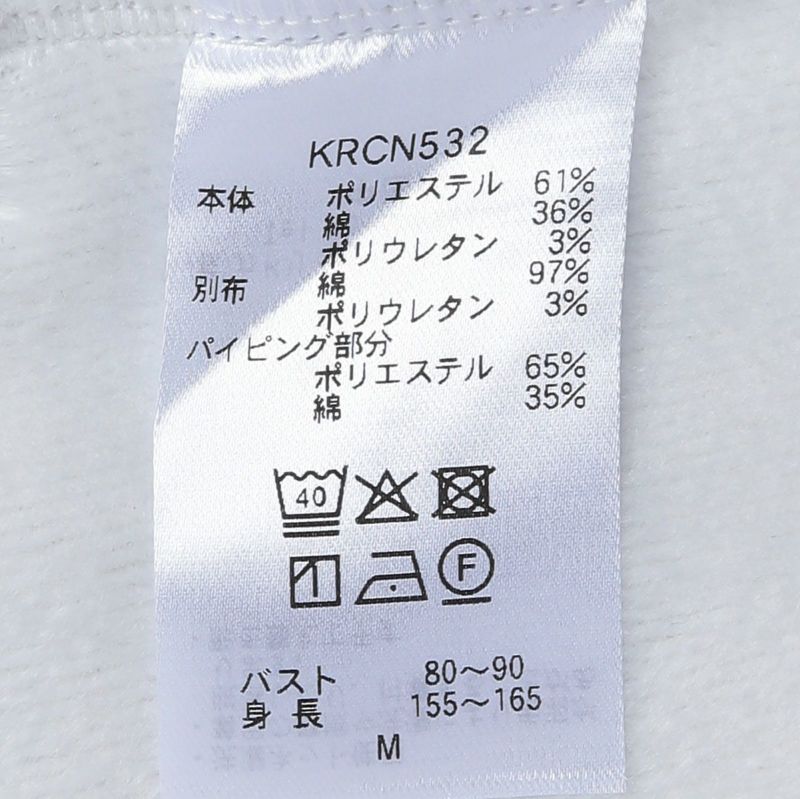 KRCN532
本体 ポリエステル 61%
綿 36%
ポリウレタン 3%
別布 綿 97%
ポリウレタン 3%
パイピング部分
ポリエステル 65%
綿 35%
40
F
バスト 80～90
身長 155～165
M